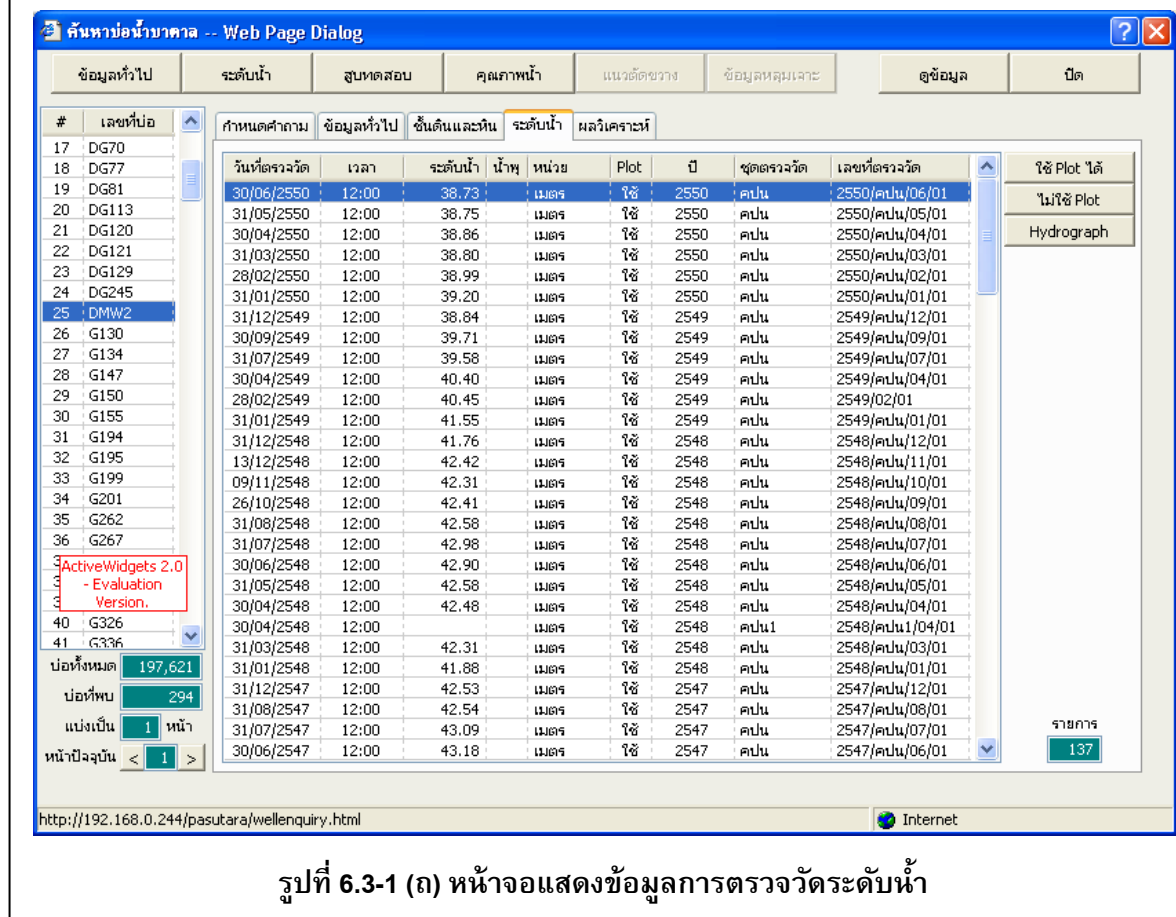 ค้นหาบ่อน้ำบาดาล -- Web Page Dialog
ข้อมูลทั่วไป ระดับน้ำ สูบทดสอบ คุณภาพน้ำ แนวตัดขวาง ข้อมูลหลุมเจาะ ดูข้อมูล ปิด
# เลขที่บ่อ
17 DG70
18 DG77
19 DG81
20 DG113
21 DG120
22 DG121
23 DG129
24 DG245
25 DMW2
26 G130
27 G134
28 G147
29 G150
30 G155
31 G194
32 G195
33 G199
34 G201
35 G262
36 G267
ActiveWidgets 2.0
- Evaluation
Version.
40 G326
41 G336
บ่อทั้งหมด 197,621
บ่อที่พบ 294
แบ่งเป็น 1 หน้า
หน้าปัจจุบัน < 1 >
กำหนดคำถาม ข้อมูลทั่วไป ชั้นดินและหิน ระดับน้ำ ผลวิเคราะห์
วันที่ตรวจวัด เวลา ระดับน้ำ น้ำพุ หน่วย Plot ปี ชุดตรวจวัด เลขที่ตรวจวัด
30/06/2550 12:00 38.73 เมตร ใช้ 2550 คปน 2550/คปน/06/01
31/05/2550 12:00 38.75 เมตร ใช้ 2550 คปน 2550/คปน/05/01
30/04/2550 12:00 38.86 เมตร ใช้ 2550 คปน 2550/คปน/04/01
31/03/2550 12:00 38.80 เมตร ใช้ 2550 คปน 2550/คปน/03/01
28/02/2550 12:00 38.99 เมตร ใช้ 2550 คปน 2550/คปน/02/01
31/01/2550 12:00 39.20 เมตร ใช้ 2550 คปน 2550/คปน/01/01
31/12/2549 12:00 38.84 เมตร ใช้ 2549 คปน 2549/คปน/12/01
30/09/2549 12:00 39.71 เมตร ใช้ 2549 คปน 2549/คปน/09/01
31/07/2549 12:00 39.58 เมตร ใช้ 2549 คปน 2549/คปน/07/01
30/04/2549 12:00 40.40 เมตร ใช้ 2549 คปน 2549/คปน/04/01
28/02/2549 12:00 40.45 เมตร ใช้ 2549 คปน 2549/02/01
31/01/2549 12:00 41.55 เมตร ใช้ 2549 คปน 2549/คปน/01/01
31/12/2548 12:00 41.76 เมตร ใช้ 2548 คปน 2548/คปน/12/01
13/12/2548 12:00 42.42 เมตร ใช้ 2548 คปน 2548/คปน/11/01
09/11/2548 12:00 42.31 เมตร ใช้ 2548 คปน 2548/คปน/10/01
26/10/2548 12:00 42.41 เมตร ใช้ 2548 คปน 2548/คปน/09/01
31/08/2548 12:00 42.58 เมตร ใช้ 2548 คปน 2548/คปน/08/01
31/07/2548 12:00 42.98 เมตร ใช้ 2548 คปน 2548/คปน/07/01
30/06/2548 12:00 42.90 เมตร ใช้ 2548 คปน 2548/คปน/06/01
31/05/2548 12:00 42.58 เมตร ใช้ 2548 คปน 2548/คปน/05/01
30/04/2548 12:00 42.48 เมตร ใช้ 2548 คปน 2548/คปน/04/01
30/04/2548 12:00 เมตร ใช้ 2548 คปน1 2548/คปน1/04/01
31/03/2548 12:00 42.31 เมตร ใช้ 2548 คปน 2548/คปน/03/01
31/01/2548 12:00 41.88 เมตร ใช้ 2548 คปน 2548/คปน/01/01
31/12/2547 12:00 42.53 เมตร ใช้ 2547 คปน 2547/คปน/12/01
31/08/2547 12:00 42.54 เมตร ใช้ 2547 คปน 2547/คปน/08/01
31/07/2547 12:00 43.09 เมตร ใช้ 2547 คปน 2547/คปน/07/01
30/06/2547 12:00 43.18 เมตร ใช้ 2547 คปน 2547/คปน/06/01
ใช้ Plot ได้
ไม่ใช้ Plot
Hydrograph
รายการ
137
http://192.168.0.244/pasutara/wellenquiry.html Internet
รูปที่ 6.3-1 (ถ) หน้าจอแสดงข้อมูลการตรวจวัดระดับน้ำ